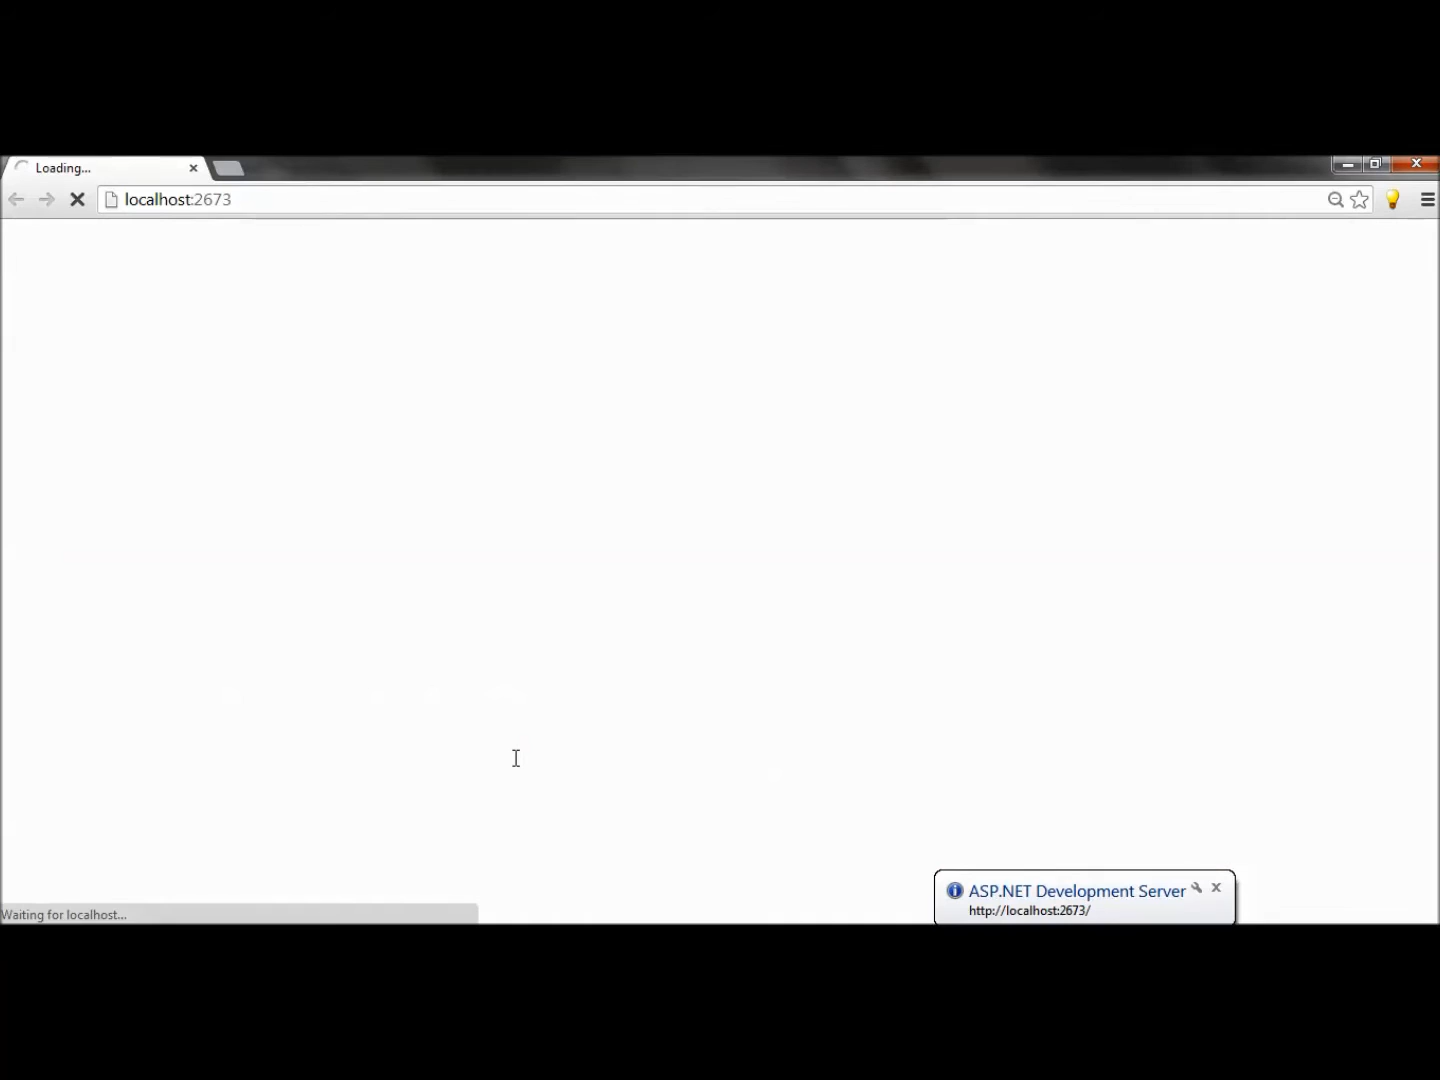 Loading...
localhost:2673
ASP.NET Development Server
http://localhost:2673/
Waiting for localhost...